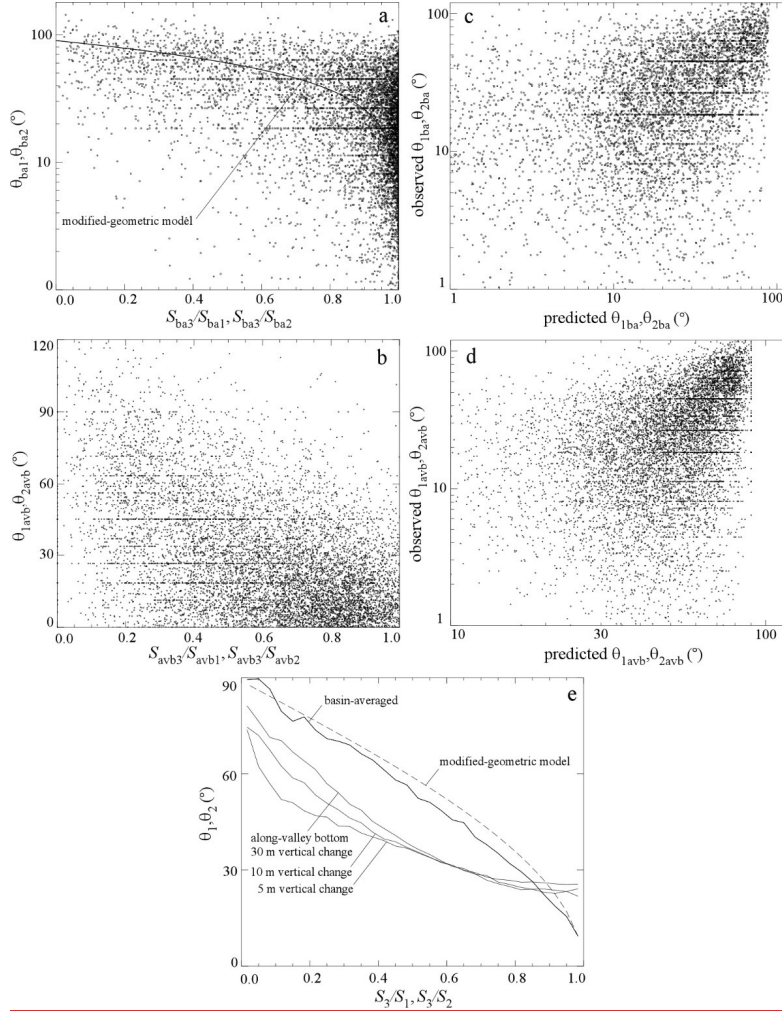 a
100
10
0
θba1,θba2 (°)
modified-geometric model
0.0 0.2 0.4 0.6 0.8 1.0
Sba3/Sba1, Sba3/Sba2
c
100
10
1
observed θ1ba,θ2ba (°)
1 10 100
predicted θ1ba,θ2ba (°)
b
120
90
60
30
0
θ1avb,θ2avb (°)
0.0 0.2 0.4 0.6 0.8 1.0
Savb3/Savb1, Savb3/Savb2
d
100
10
1
observed θ1avb,θ2avb (°)
10 30 100
predicted θ1avb,θ2avb (°)
e
90
60
30
0
θ1,θ2 (°)
basin-averaged
modified-geometric model
along-valley bottom
30 m vertical change
10 m vertical change
5 m vertical change
0.0 0.2 0.4 0.6 0.8 1.0
S3/S1, S3/S2